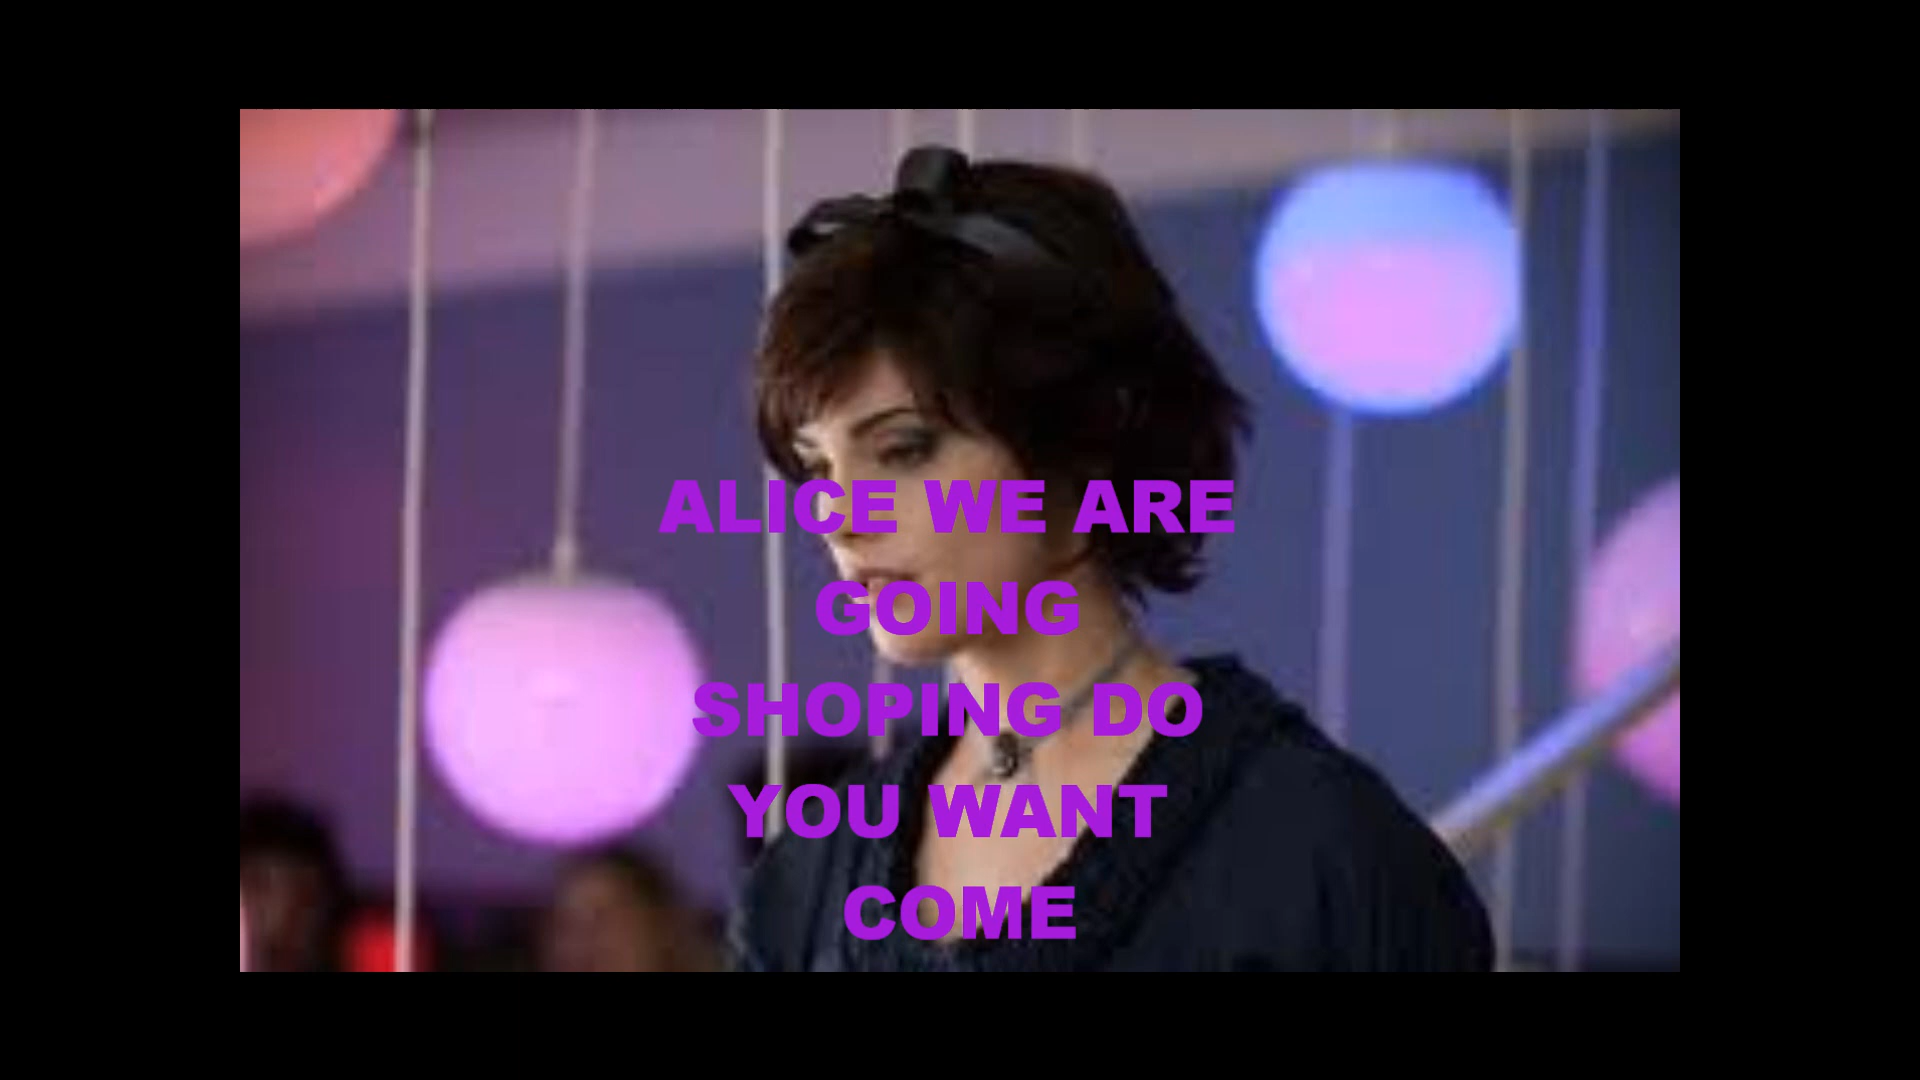 ALICE WE ARE
GOING
SHOPING DO
YOU WANT
COME